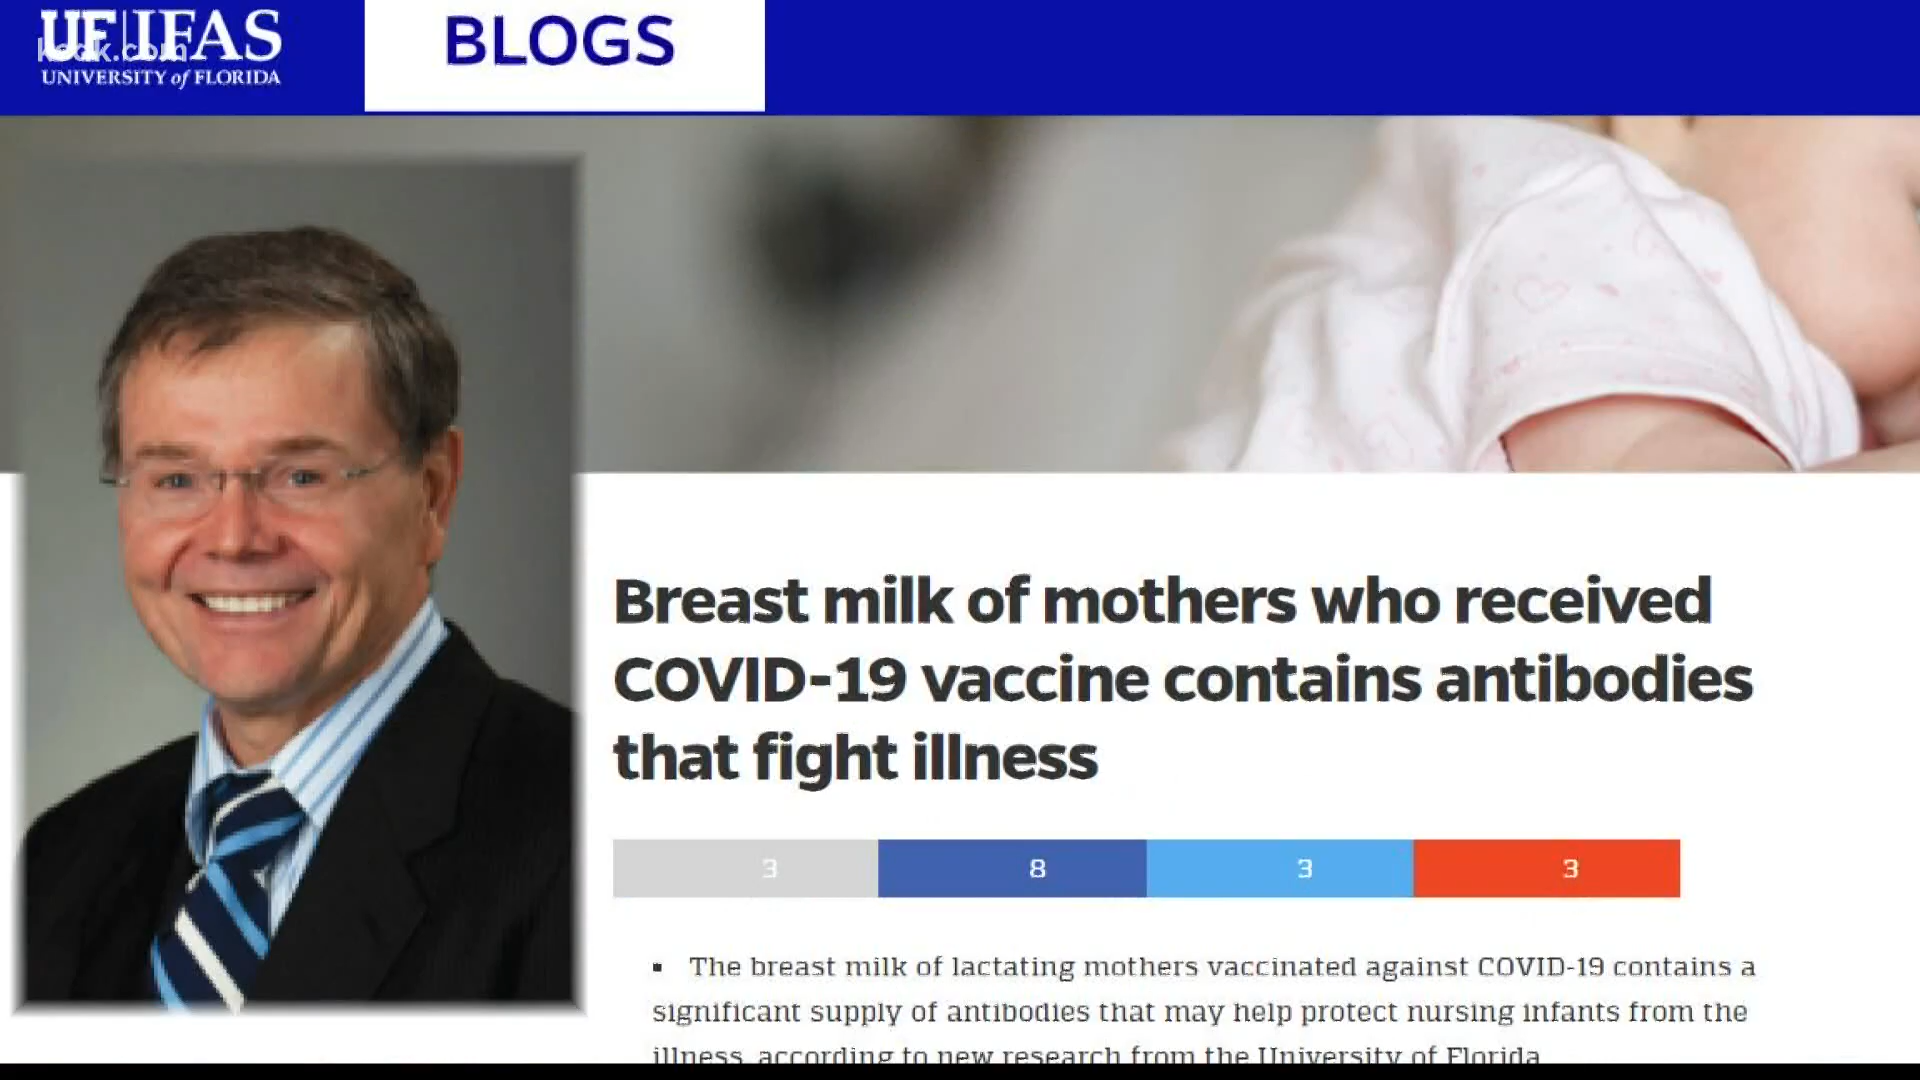 UF|IFAS
UNIVERSITY of FLORIDA
BLOGS
Breast milk of mothers who received
COVID-19 vaccine contains antibodies
that fight illness
3 8 3 3
▪ The breast milk of lactating mothers vaccinated against COVID-19 contains a
significant supply of antibodies that may help protect nursing infants from the
illness, according to new research from the University of Florida